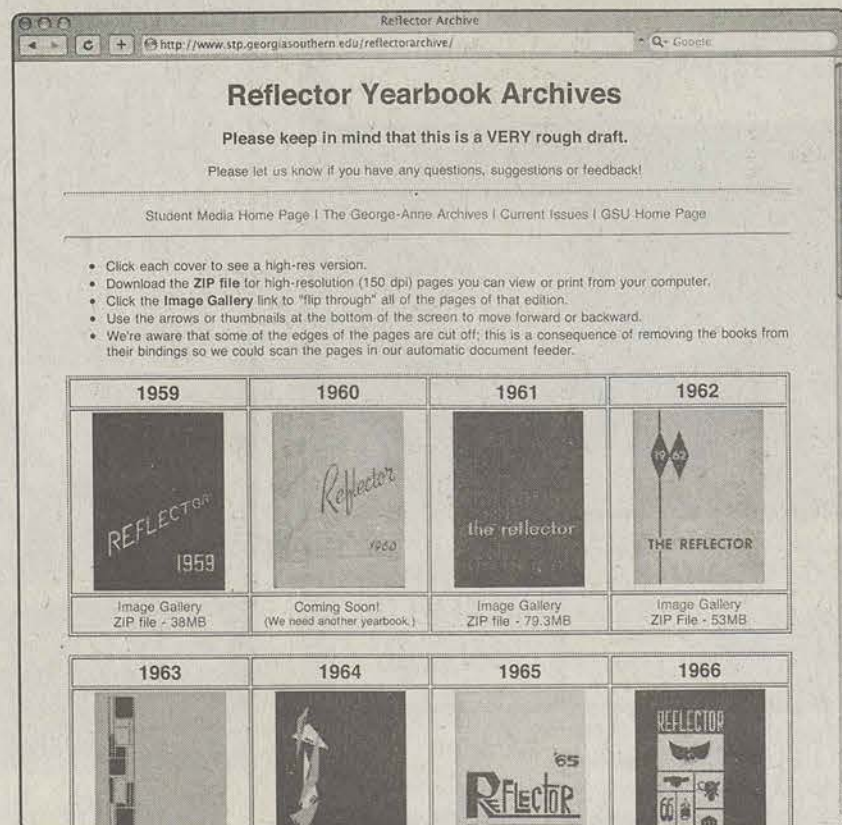 Reflector Archive
http://www.stp.georgiasouthern.edu/reflectorarchive/
Q- Google
Reflector Yearbook Archives
Please keep in mind that this is a VERY rough draft.
Please let us know if you have any questions, suggestions or feedback!
Student Media Home Page | The George-Anne Archives | Current Issues | GSU Home Page
• Click each cover to see a high-res version.
• Download the ZIP file for high-resolution (150 dpi) pages you can view or print from your computer.
• Click the Image Gallery link to "flip through" all of the pages of that edition.
• Use the arrows or thumbnails at the bottom of the screen to move forward or backward.
• We're aware that some of the edges of the pages are cut off; this is a consequence of removing the books from
their bindings so we could scan the pages in our automatic document feeder.
1959 1960 1961 1962
REFLECTOR
1959
Reflector
1960
the reflector
19 62
THE REFLECTOR
Image Gallery
ZIP file - 38MB
Coming Soon!
(We need another yearbook.)
Image Gallery
ZIP file - 79.3MB
Image Gallery
ZIP File - 53MB
1963 1964 1965 1966
'65
REFLECTOR
REFLECTOR
66